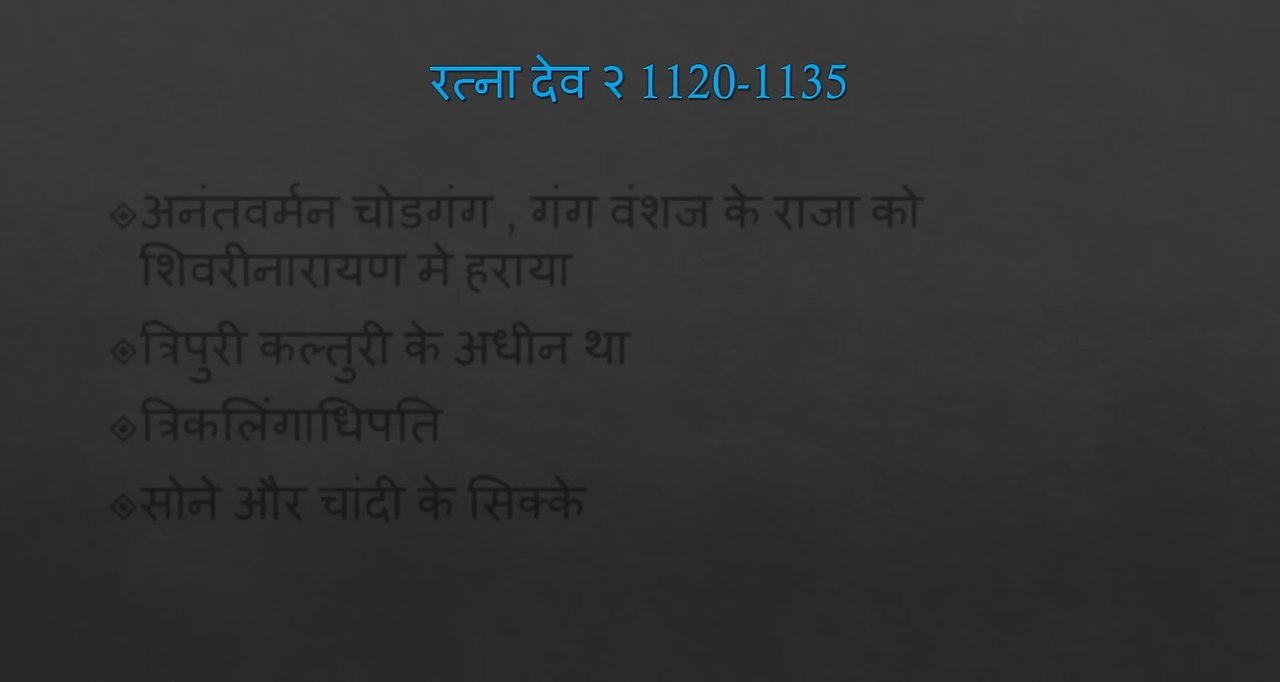 रत्ना देव २ 1120-1135
अनंतवर्मन चोडगंग , गंग वंशज के राजा को
शिवरीनारायण मे हराया
त्रिपुरी कल्तुरी के अधीन था
त्रिकलिंगाधिपति
सोने और चांदी के सिक्के